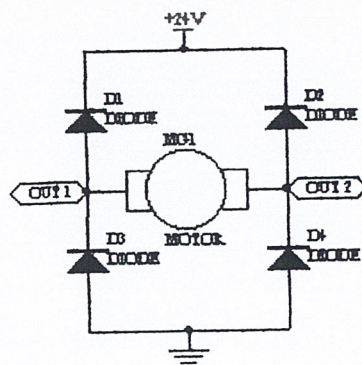 +24V
D1
DIODE
D2
DIODE
MG1
OUT1
OUT2
MOTOR
D3
DIODE
D4
DIODE